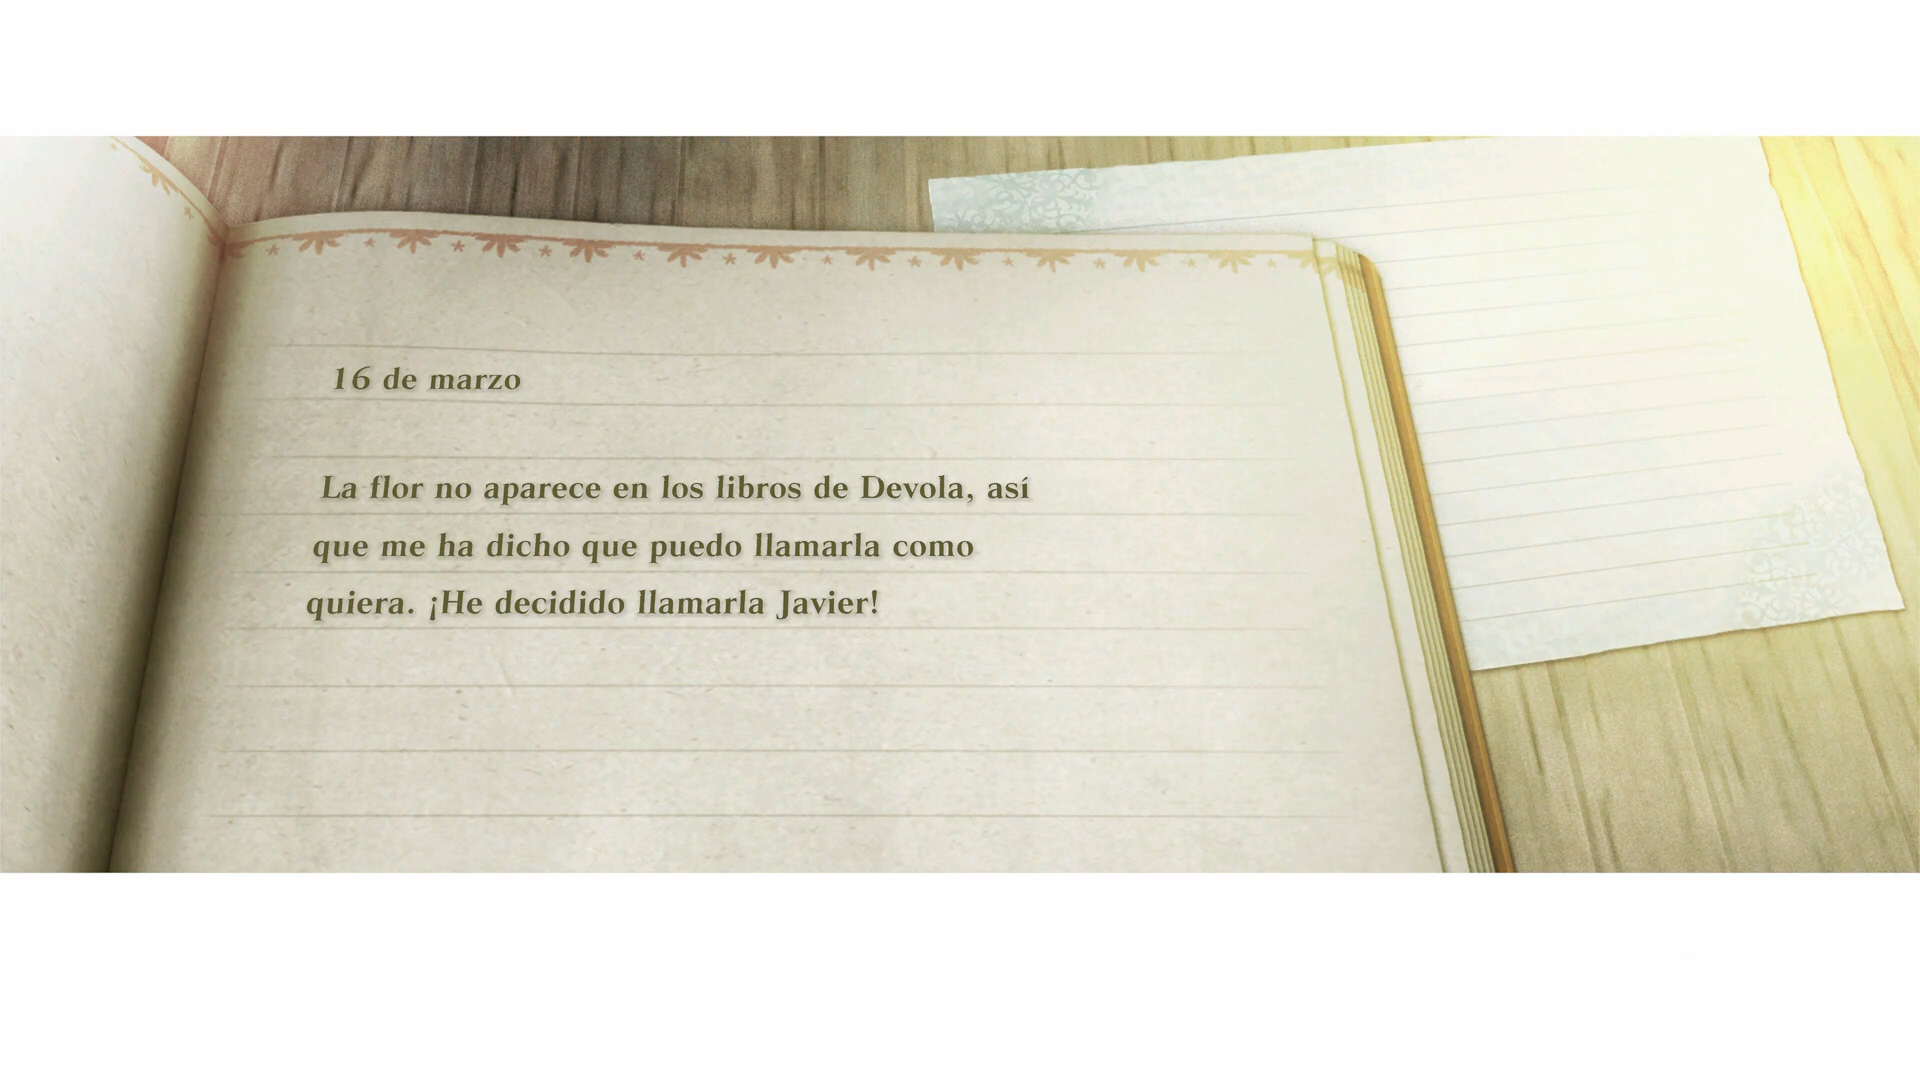 16 de marzo
La flor no aparece en los libros de Devola, así
que me ha dicho que puedo llamarla como
quiera. ¡He decidido llamarla Javier!